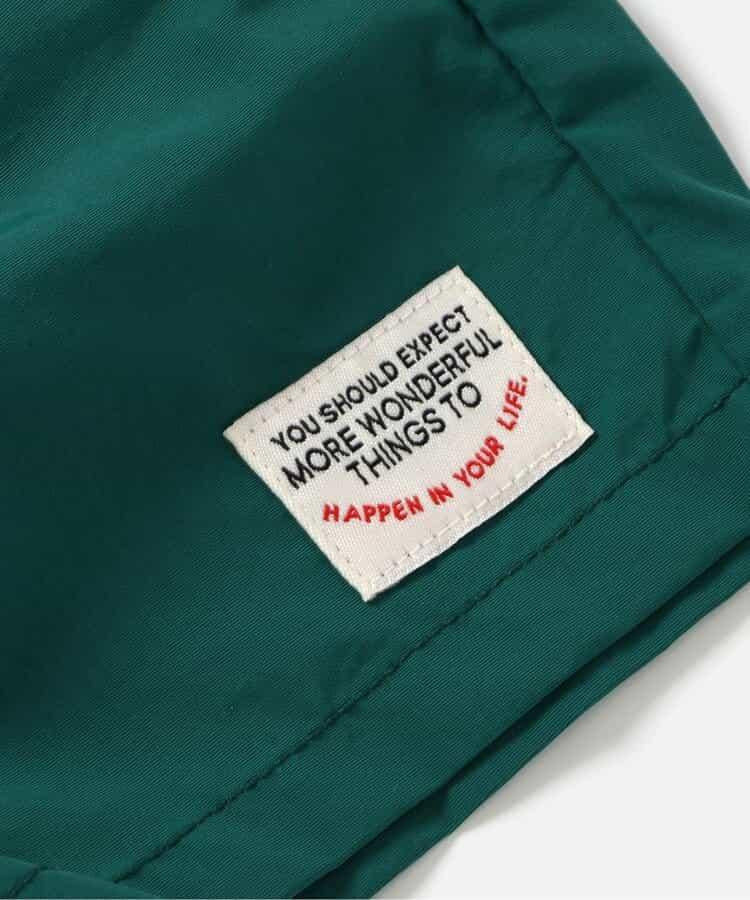 YOU SHOULD EXPECT
MORE WONDERFUL
THINGS TO
HAPPEN IN YOUR LIFE.